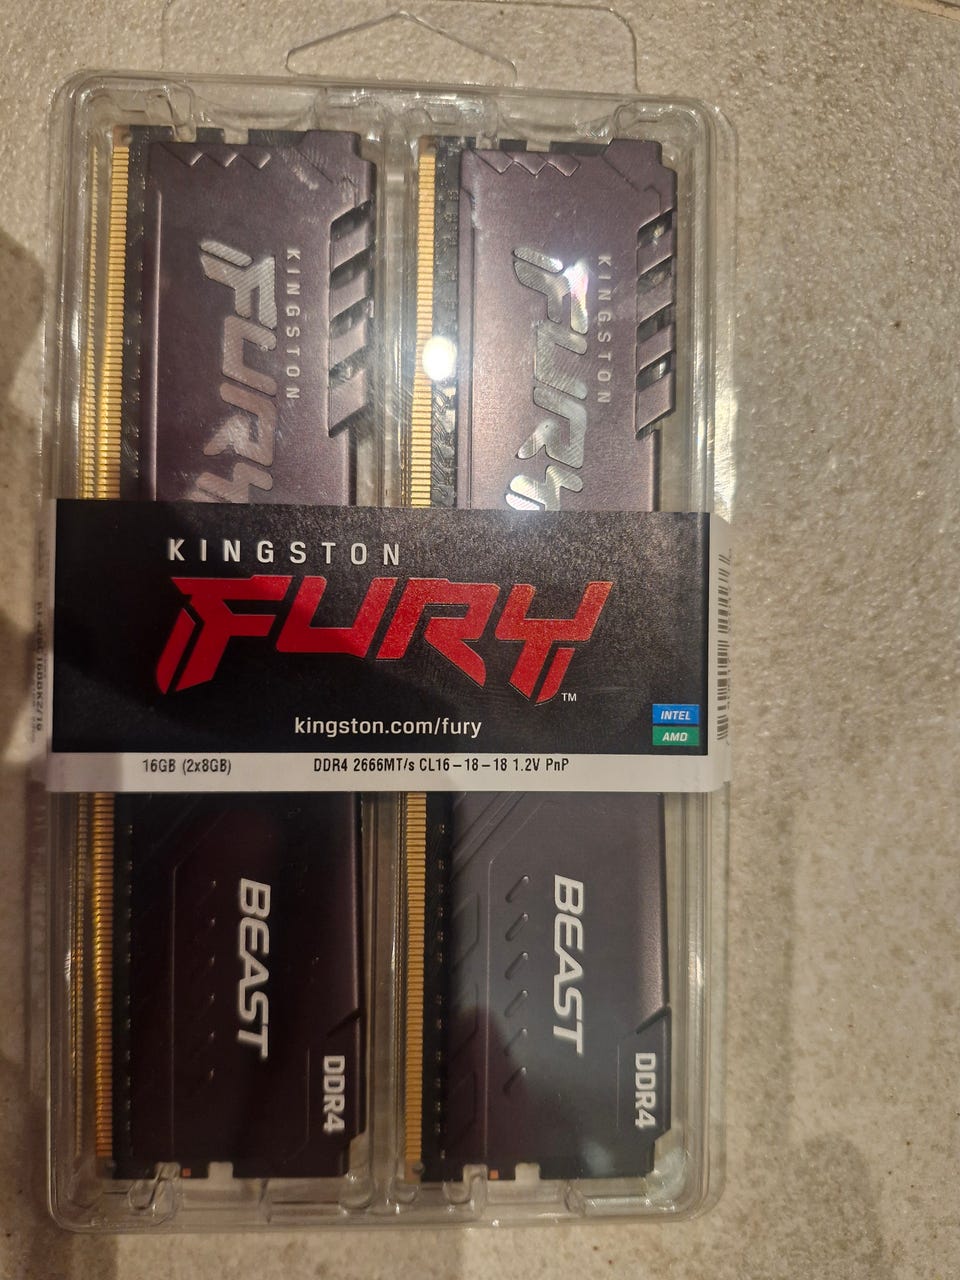 KINGSTON
FURY
KINGSTON
FURY
KINGSTON
FURY™
kingston.com/fury
INTEL
AMD
16GB (2x8GB) DDR4 2666MT/s CL16-18-18 1.2V PnP
BEAST
DDR4
BEAST
DDR4